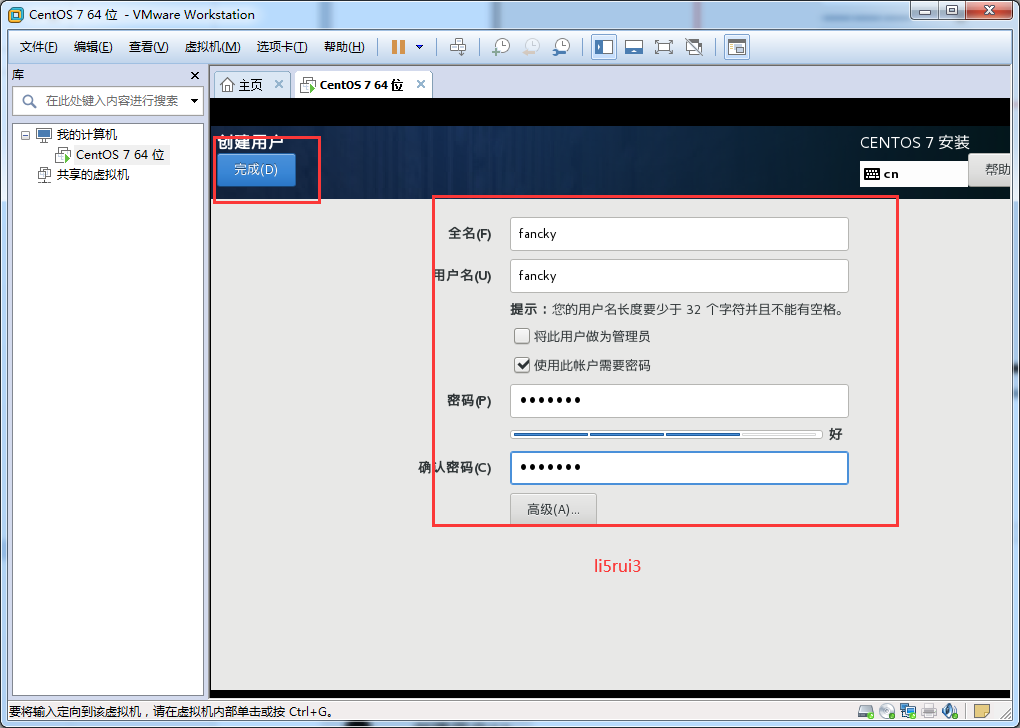 CentOS 7 64 位 - VMware Workstation
文件(F) 编辑(E) 查看(V) 虚拟机(M) 选项卡(T) 帮助(H)
库
在此处键入内容进行搜索
我的计算机
CentOS 7 64 位
共享的虚拟机
主页
CentOS 7 64 位
创建用户
完成(D)
CENTOS 7 安装
cn
帮助
全名(F)
fancky
用户名(U)
fancky
提示：您的用户名长度要少于 32 个字符并且不能有空格。
将此用户做为管理员
使用此帐户需要密码
密码(P)
•••••••
好
确认密码(C)
•••••••
高级(A)...
li5rui3
要将输入定向到该虚拟机，请在虚拟机内部单击或按 Ctrl+G。